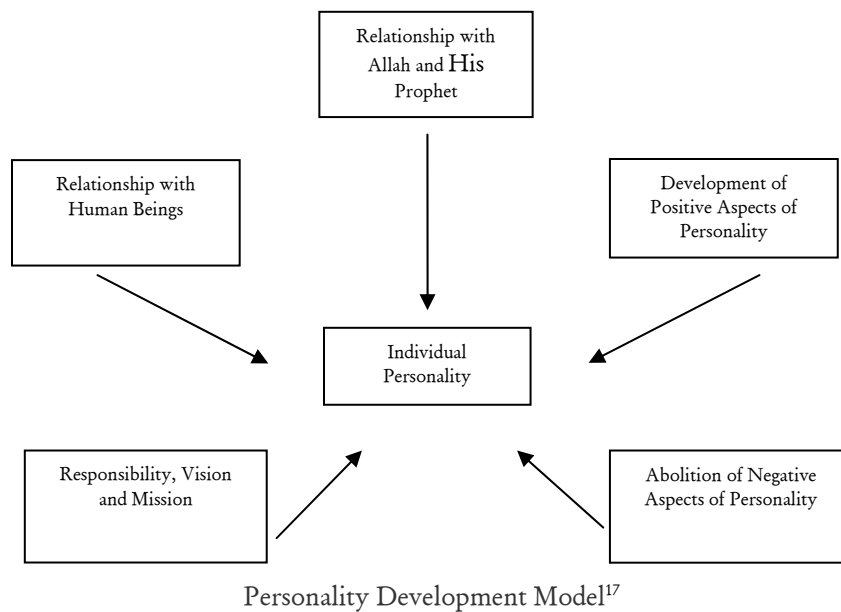 Relationship with
Allah and His
Prophet
Relationship with
Human Beings
Development of
Positive Aspects of
Personality
Individual
Personality
Responsibility, Vision
and Mission
Abolition of Negative
Aspects of Personality
Personality Development Model¹⁷